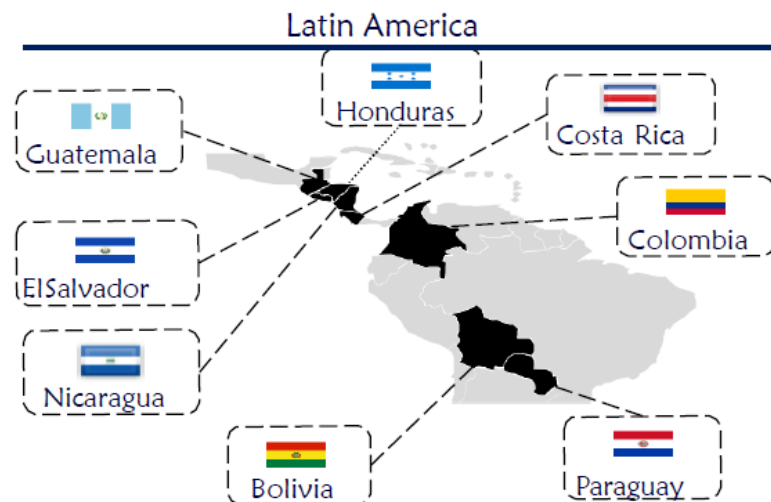 Latin America
Honduras
Guatemala
Costa Rica
Colombia
ElSalvador
Nicaragua
Bolivia
Paraguay